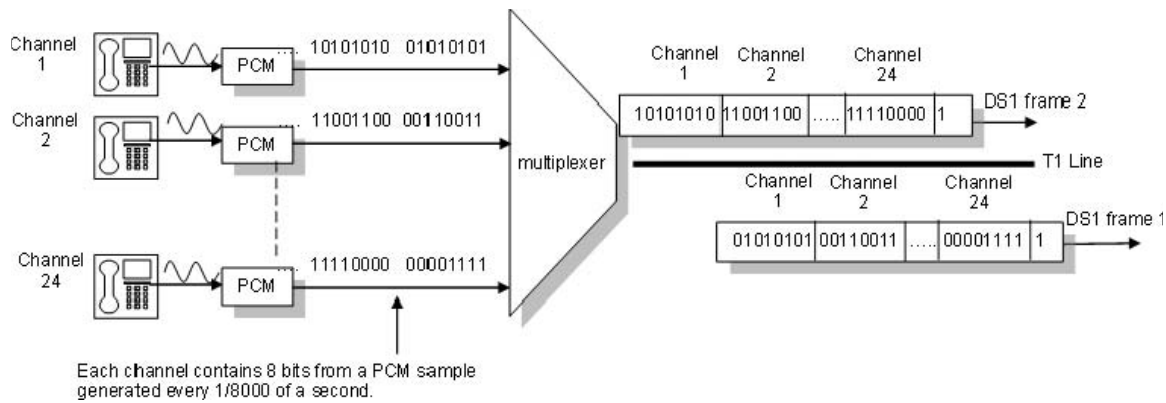 Channel
1
PCM
.... 10101010 01010101
Channel
2
PCM
.... 11001100 00110011
Channel
24
PCM
.... 11110000 00001111
Each channel contains 8 bits from a PCM sample
generated every 1/8000 of a second.
multiplexer
Channel
1
Channel
2
Channel
24
10101010 11001100 ..... 11110000 1
DS1 frame 2
T1 Line
Channel
1
Channel
2
Channel
24
01010101 00110011 ..... 00001111 1
DS1 frame 1